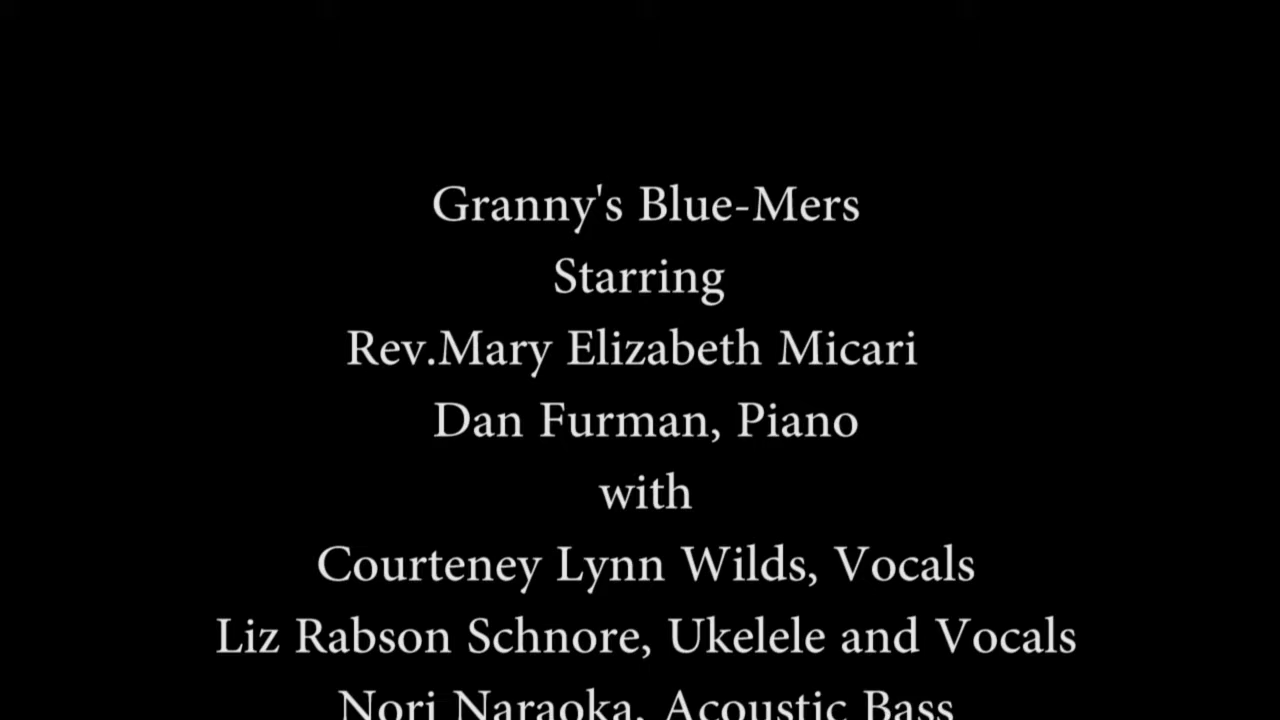 Granny's Blue-Mers
Starring
Rev.Mary Elizabeth Micari
Dan Furman, Piano
with
Courteney Lynn Wilds, Vocals
Liz Rabson Schnore, Ukelele and Vocals
Nori Naraoka, Acoustic Bass